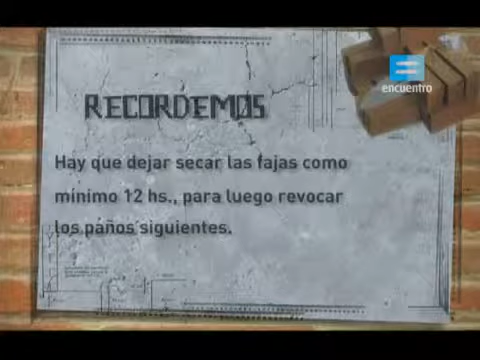 encuentro
RECORDEMOS
Hay que dejar secar las fajas como
mínimo 12 hs., para luego revocar
los paños siguientes.